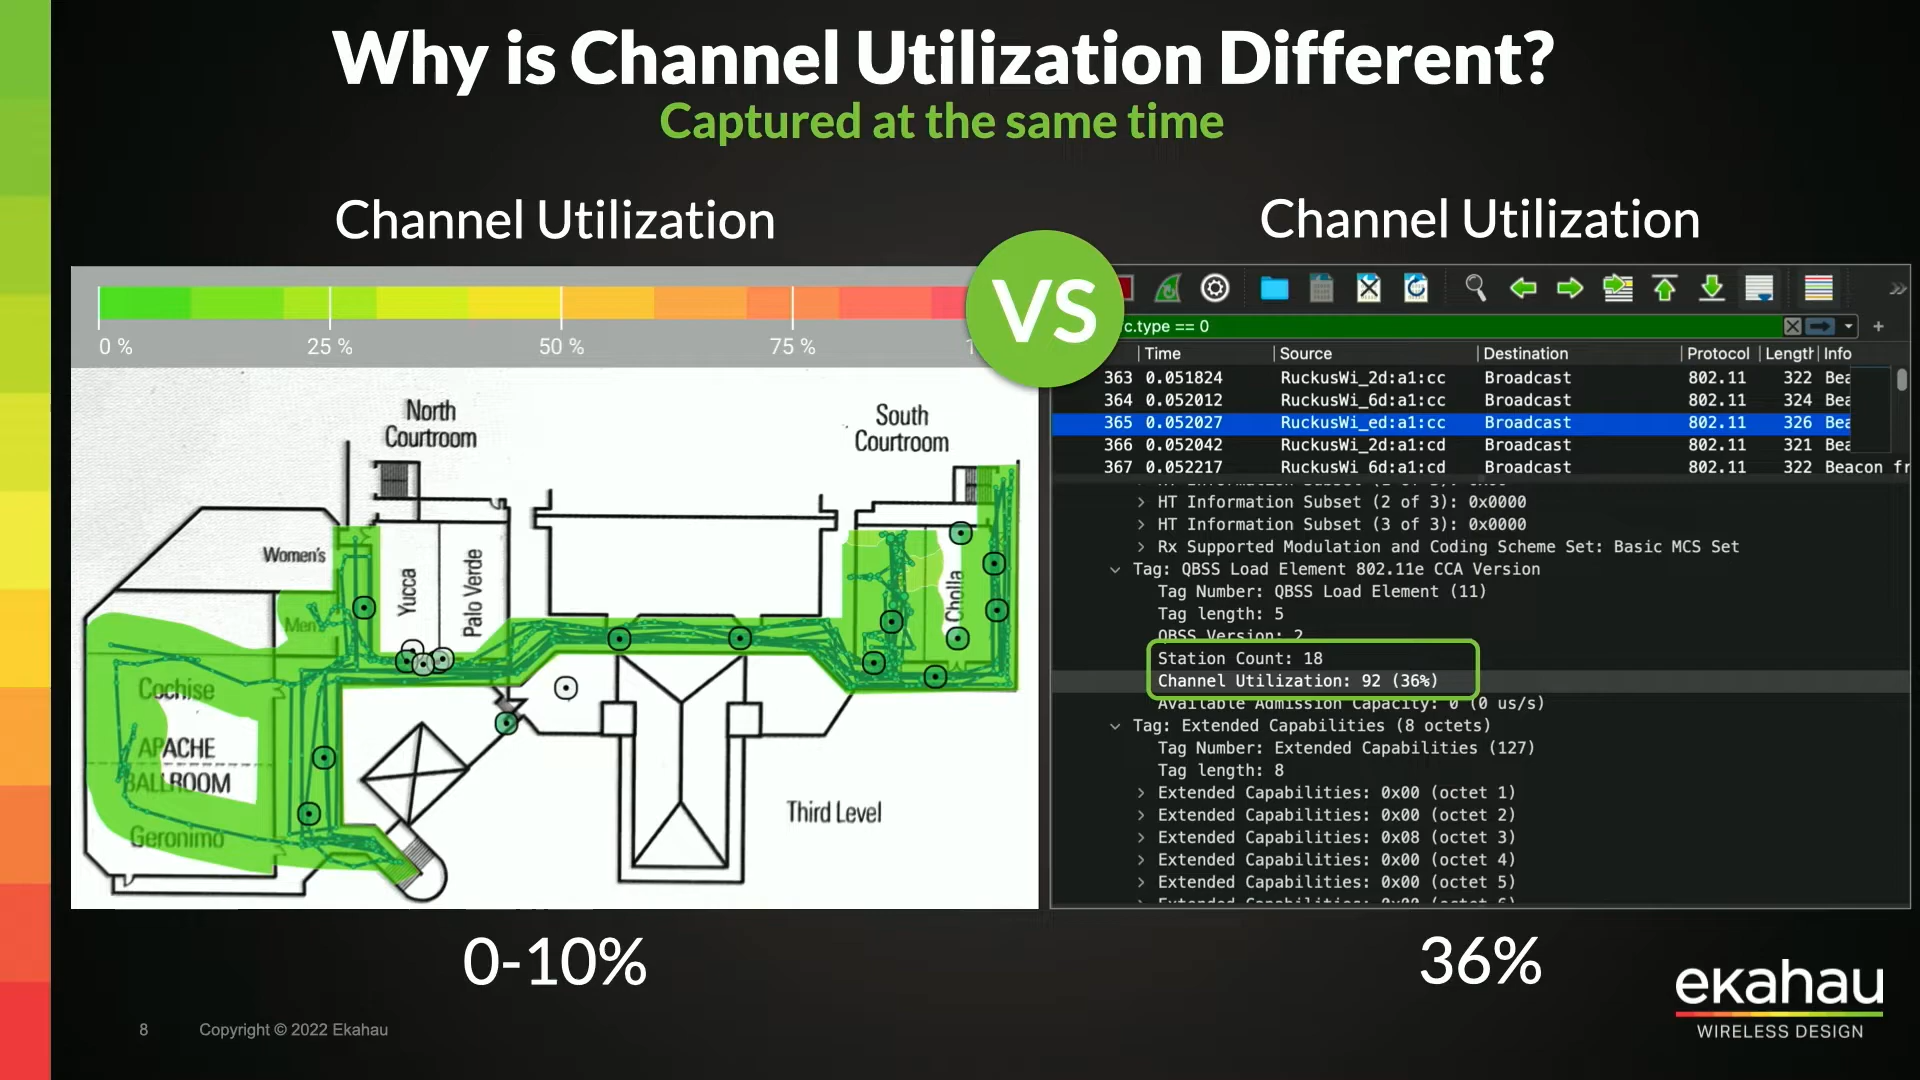 Why is Channel Utilization Different?
Captured at the same time
Channel Utilization
0 %
25 %
50 %
75 %
North
Courtroom
South
Courtroom
Women's
Men's
Yucca
Palo Verde
Cholla
Cochise
APACHE
BALLROOM
Geronimo
Third Level
0-10%
VS
Channel Utilization
c.type == 0
Time Source Destination Protocol Length Info
363 0.051824 RuckusWi_2d:a1:cc Broadcast 802.11 322 Bea
364 0.052012 RuckusWi_6d:a1:cc Broadcast 802.11 324 Bea
365 0.052027 RuckusWi_ed:a1:cc Broadcast 802.11 326 Bea
366 0.052042 RuckusWi_2d:a1:cd Broadcast 802.11 321 Bea
367 0.052217 RuckusWi_6d:a1:cd Broadcast 802.11 322 Beacon fr
HT Information Subset (2 of 3): 0x0000
HT Information Subset (3 of 3): 0x0000
Rx Supported Modulation and Coding Scheme Set: Basic MCS Set
Tag: QBSS Load Element 802.11e CCA Version
Tag Number: QBSS Load Element (11)
Tag length: 5
QBSS Version: 2
Station Count: 18
Channel Utilization: 92 (36%)
Available Admission Capacity: 0 (0 us/s)
Tag: Extended Capabilities (8 octets)
Tag Number: Extended Capabilities (127)
Tag length: 8
Extended Capabilities: 0x00 (octet 1)
Extended Capabilities: 0x00 (octet 2)
Extended Capabilities: 0x08 (octet 3)
Extended Capabilities: 0x00 (octet 4)
Extended Capabilities: 0x00 (octet 5)
36%
8 Copyright © 2022 Ekahau
ekahau
WIRELESS DESIGN